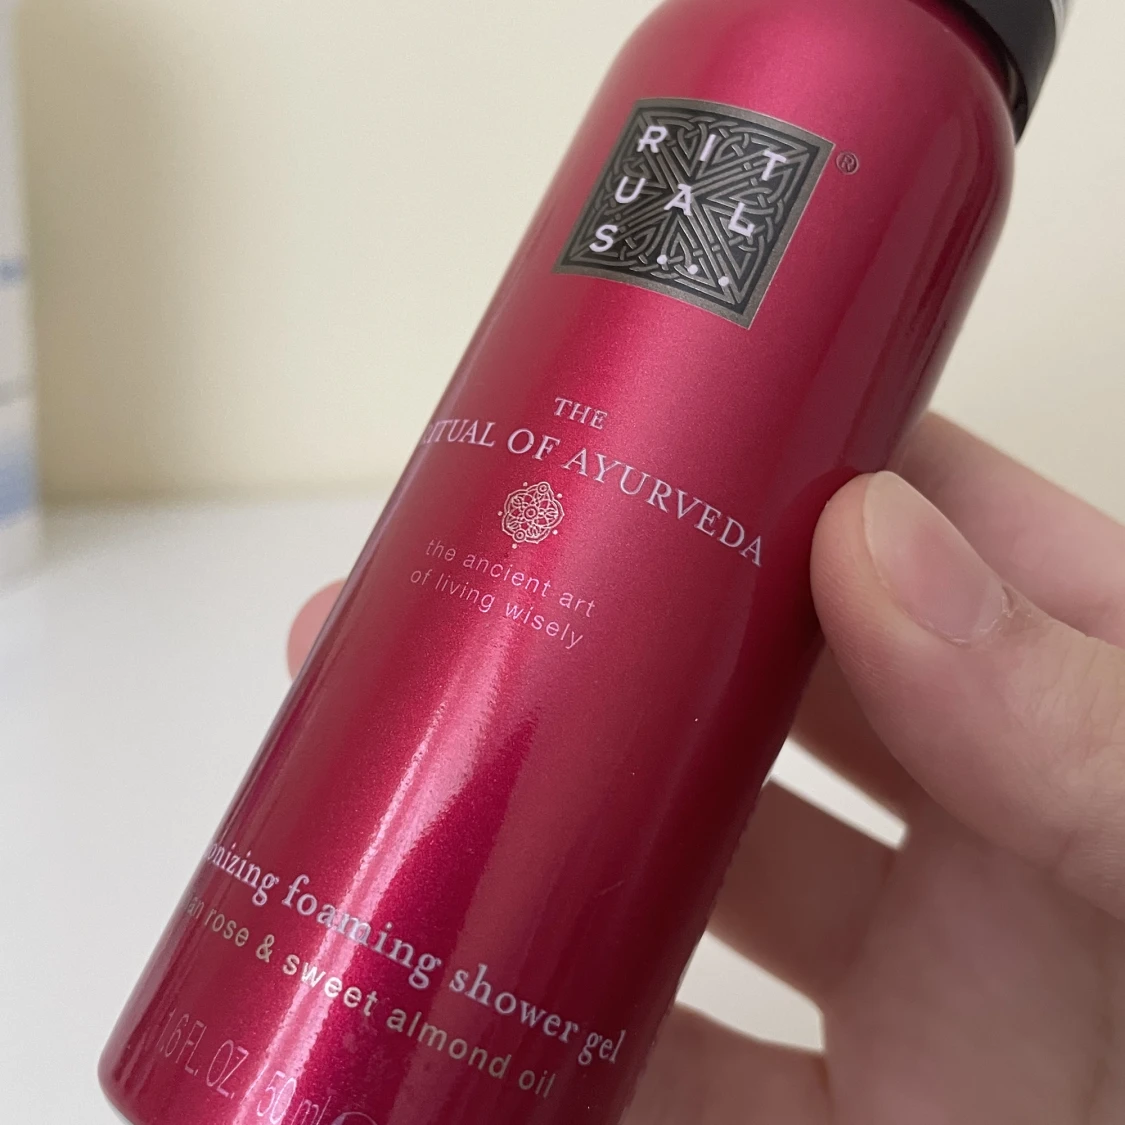 RIT
UAL
S...
®
THE
RITUAL OF AYURVEDA
the ancient art
of living wisely
foaming shower gel
rose & sweet almond oil
1.6 FL. OZ. 50 ml